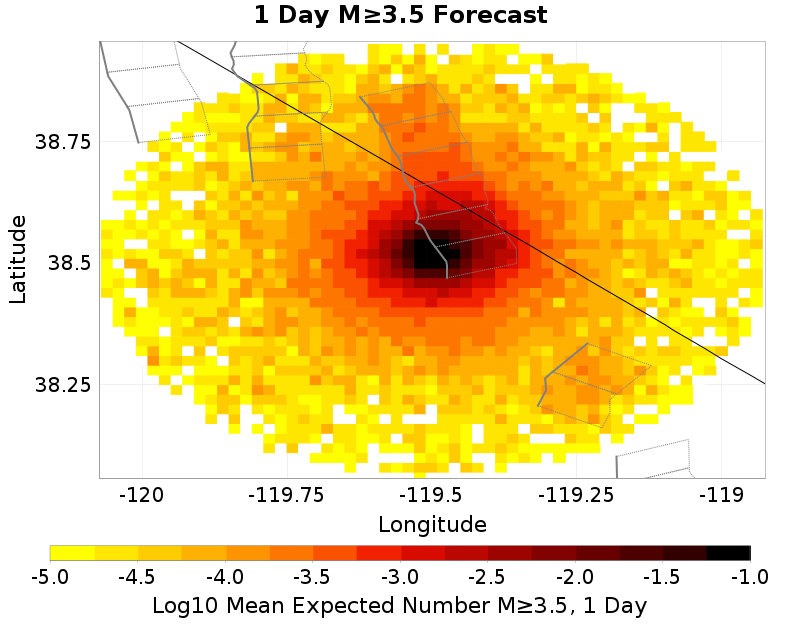 1 Day M≥3.5 Forecast
38.75
38.5
38.25
Latitude
-120 -119.75 -119.5 -119.25 -119
Longitude
-5.0 -4.5 -4.0 -3.5 -3.0 -2.5 -2.0 -1.5 -1.0
Log10 Mean Expected Number M≥3.5, 1 Day